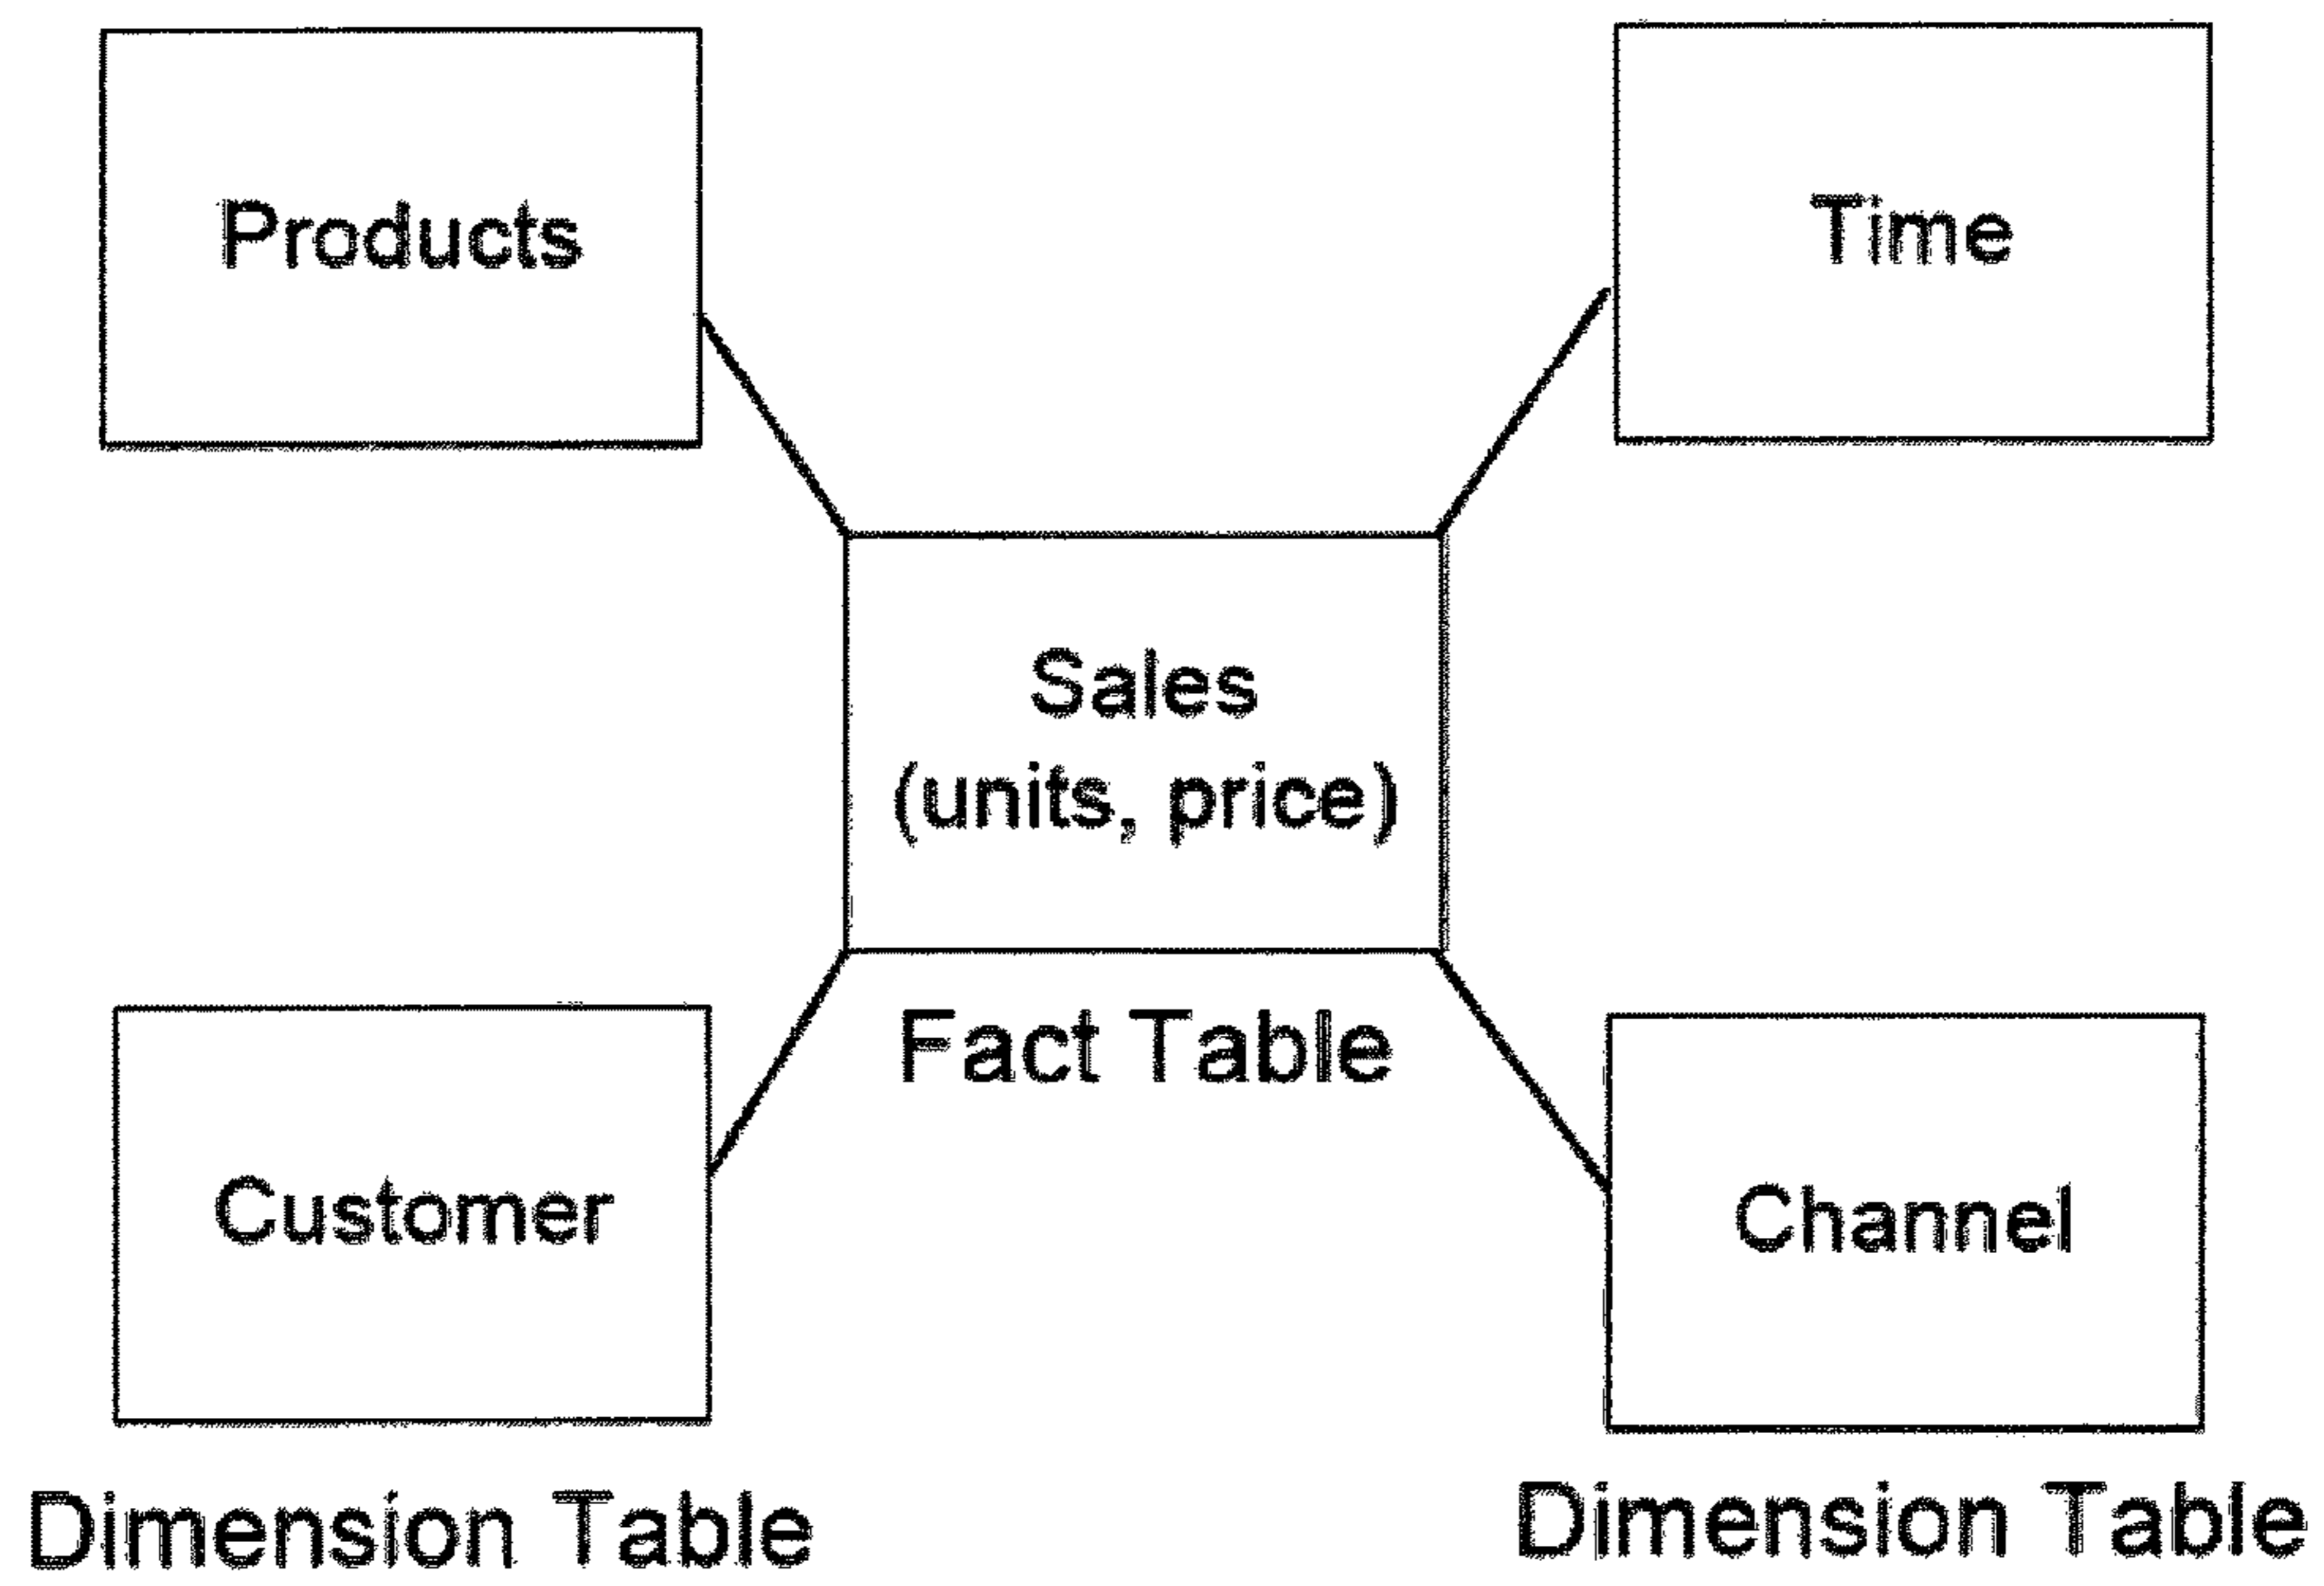 Products
Time
Sales
(units, price)
Fact Table
Customer
Channel
Dimension Table
Dimension Table